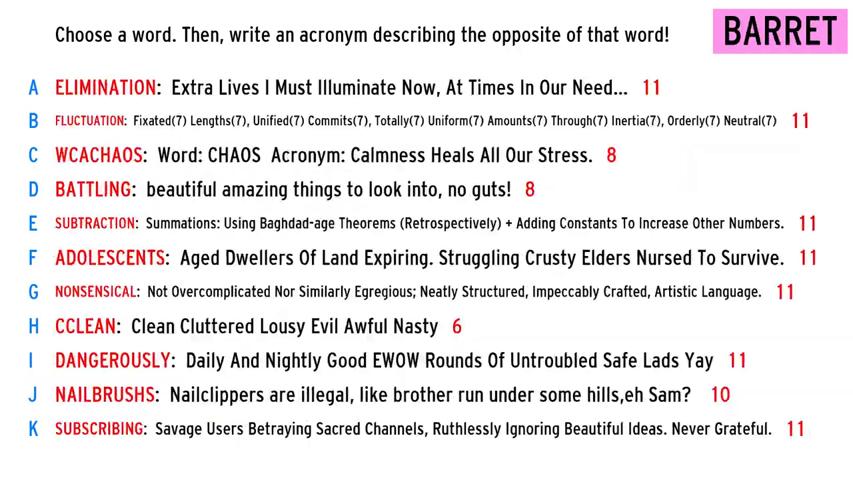 Choose a word. Then, write an acronym describing the opposite of that word!
BARRET
A ELIMINATION: Extra Lives I Must Illuminate Now, At Times In Our Need... 11
B FLUCTUATION: Fixated(7) Lengths(7), Unified(7) Commits(7), Totally(7) Uniform(7) Amounts(7) Through(7) Inertia(7), Orderly(7) Neutral(7) 11
C WCACHAOS: Word: CHAOS Acronym: Calmness Heals All Our Stress. 8
D BATTLING: beautiful amazing things to look into, no guts! 8
E SUBTRACTION: Summations: Using Baghdad-age Theorems (Retrospectively) + Adding Constants To Increase Other Numbers. 11
F ADOLESCENTS: Aged Dwellers Of Land Expiring. Struggling Crusty Elders Nursed To Survive. 11
G NONSENSICAL: Not Overcomplicated Nor Similarly Egregious; Neatly Structured, Impeccably Crafted, Artistic Language. 11
H CCLEAN: Clean Cluttered Lousy Evil Awful Nasty 6
I DANGEROUSLY: Daily And Nightly Good EWOW Rounds Of Untroubled Safe Lads Yay 11
J NAILBRUSHS: Nailclippers are illegal, like brother run under some hills,eh Sam? 10
K SUBSCRIBING: Savage Users Betraying Sacred Channels, Ruthlessly Ignoring Beautiful Ideas. Never Grateful. 11